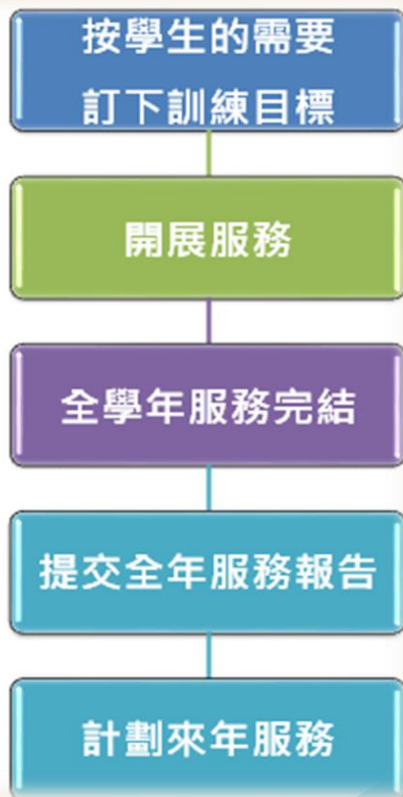 按學生的需要
訂下訓練目標
開展服務
全學年服務完結
提交全年服務報告
計劃來年服務